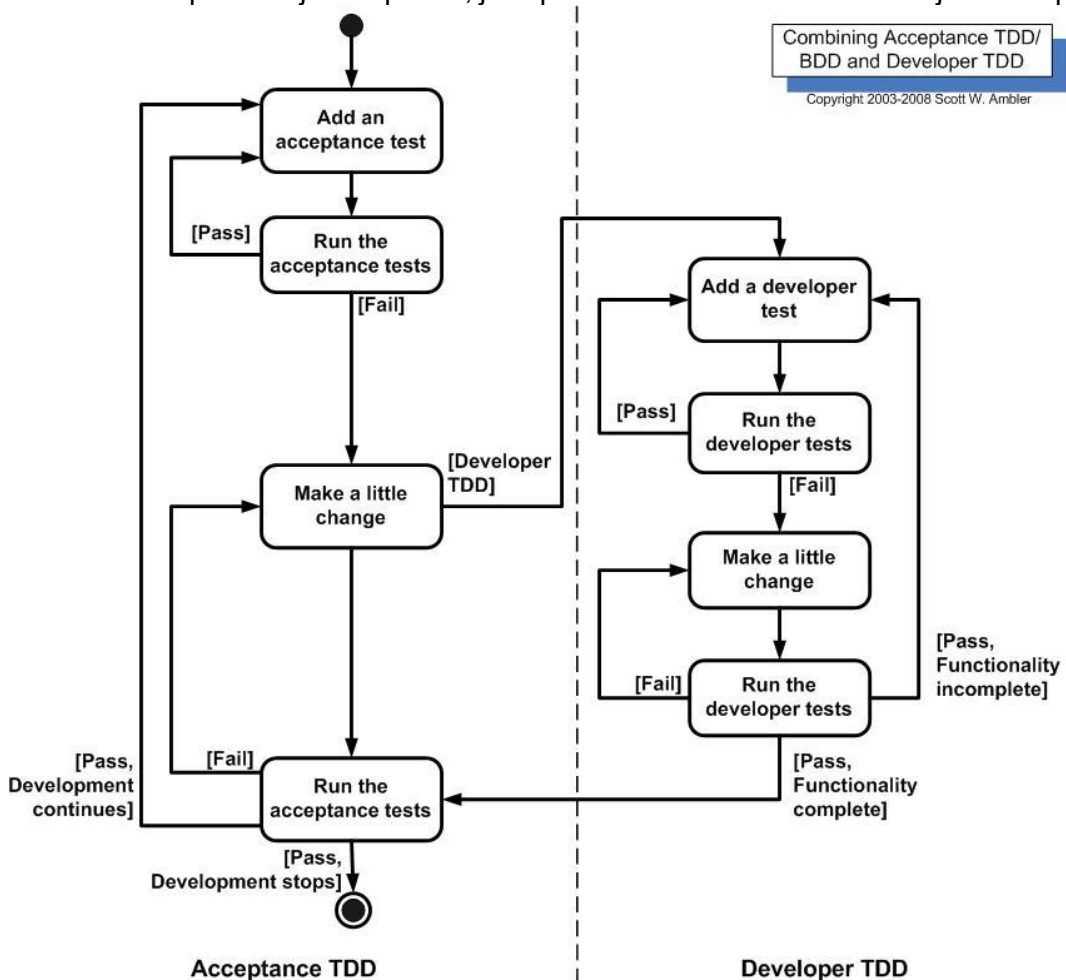 Combining Acceptance TDD/
BDD and Developer TDD
Copyright 2003-2008 Scott W. Ambler
Add an
acceptance test
[Pass]
Run the
acceptance tests
[Fail]
Make a little
change
[Developer
TDD]
Add a developer
test
[Pass]
Run the
developer tests
[Fail]
Make a little
change
[Fail]
Run the
developer tests
[Pass,
Functionality
incomplete]
[Pass,
Functionality
complete]
[Fail]
Run the
acceptance tests
[Pass,
Development
continues]
[Pass,
Development stops]
Acceptance TDD
Developer TDD